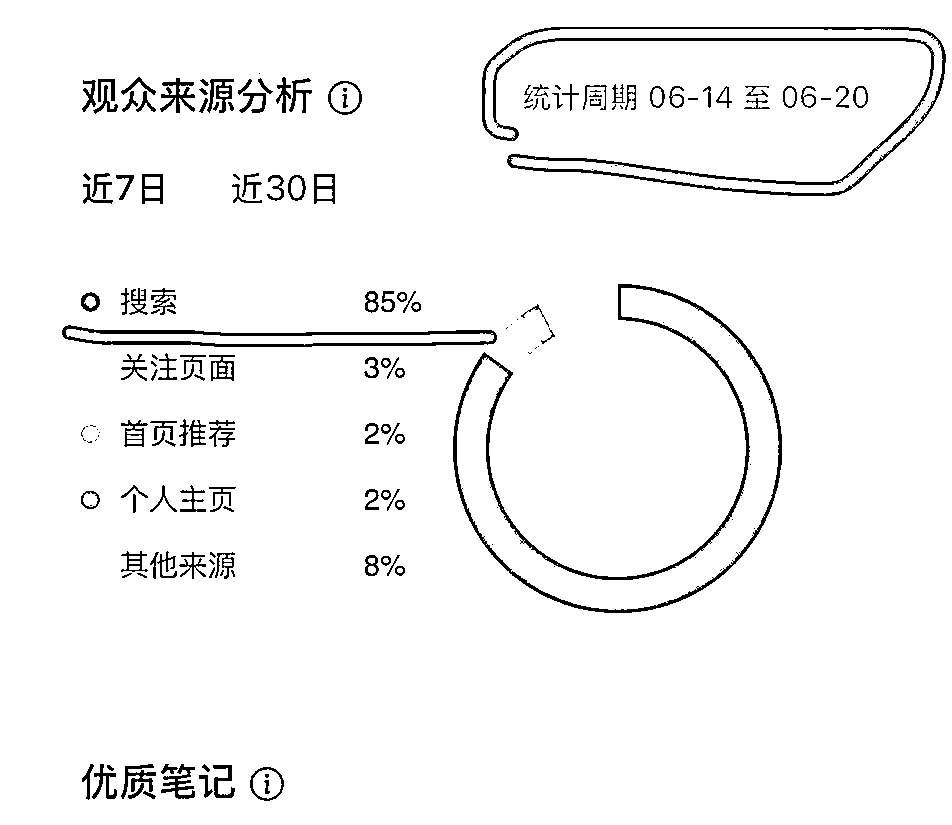 观众来源分析 ⓘ 统计周期 06-14 至 06-20
近7日 近30日
搜索 85%
关注页面 3%
首页推荐 2%
个人主页 2%
其他来源 8%
优质笔记 ⓘ